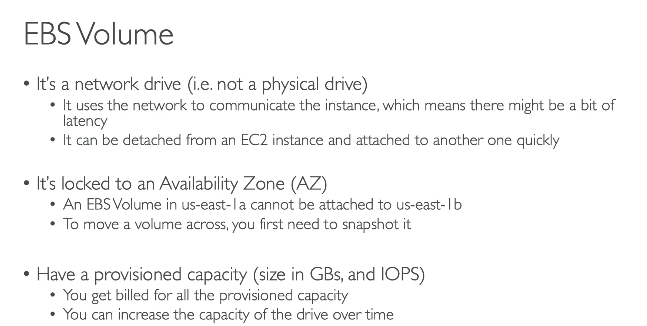 EBS Volume
• It's a network drive (i.e. not a physical drive)
• It uses the network to communicate the instance, which means there might be a bit of
latency
• It can be detached from an EC2 instance and attached to another one quickly
• It's locked to an Availability Zone (AZ)
• An EBS Volume in us-east-1a cannot be attached to us-east-1b
• To move a volume across, you first need to snapshot it
• Have a provisioned capacity (size in GBs, and IOPS)
• You get billed for all the provisioned capacity
• You can increase the capacity of the drive over time